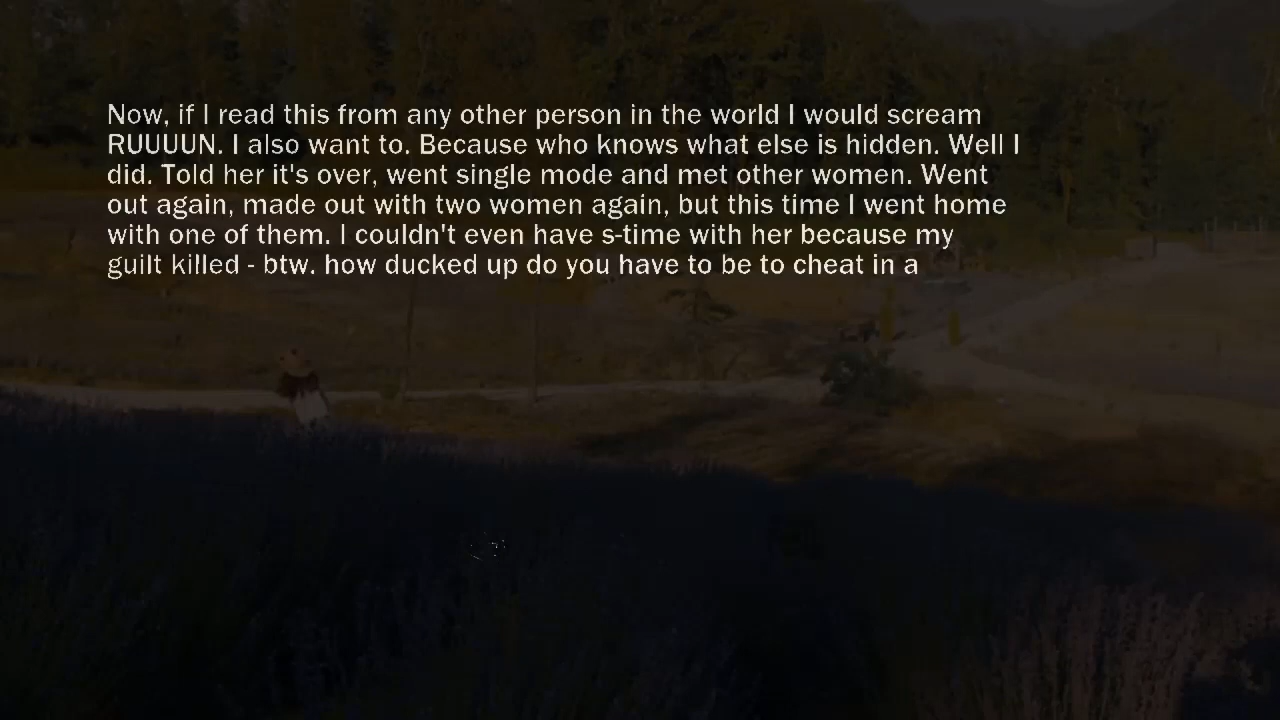 Now, if I read this from any other person in the world I would scream
RUUUUN. I also want to. Because who knows what else is hidden. Well I
did. Told her it's over, went single mode and met other women. Went
out again, made out with two women again, but this time I went home
with one of them. I couldn't even have s-time with her because my
guilt killed - btw. how ducked up do you have to be to cheat in a